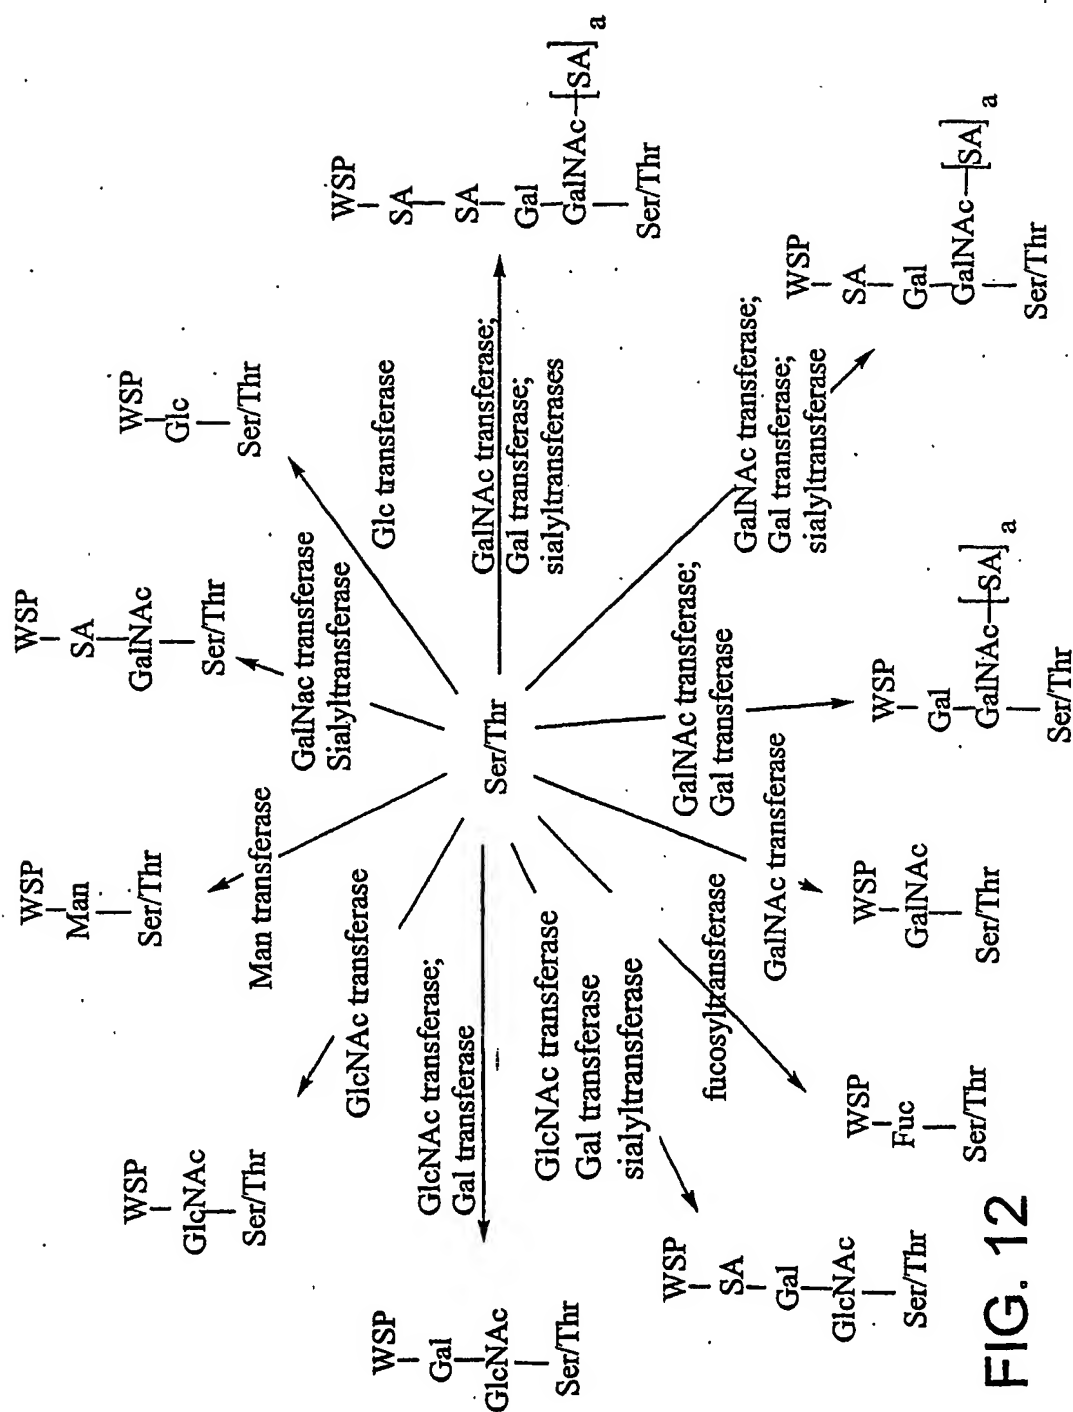 WSP
Man
Ser/Thr
WSP
SA
GalNAc
Ser/Thr
WSP
GlcNAc
Ser/Thr
WSP
Glc
Ser/Thr
Man transferase
GalNac transferase
Sialyltransferase
GlcNAc transferase
Glc transferase
WSP
Gal
GlcNAc
Ser/Thr
GlcNAc transferase;
Gal transferase
Ser/Thr
GalNAc transferase;
Gal transferase;
sialyltransferases
WSP
SA
SA
Gal
GalNAc[SA]a
Ser/Thr
GlcNAc transferase
Gal transferase
sialyltransferase
WSP
SA
Gal
GlcNAc
Ser/Thr
fucosyltransferase
GalNAc transferase
GalNAc transferase;
Gal transferase
GalNAc transferase;
Gal transferase;
sialyltransferase
WSP
Fuc
Ser/Thr
WSP
GalNAc
Ser/Thr
WSP
Gal
GalNAc[SA]a
Ser/Thr
WSP
SA
Gal
GalNAc[SA]a
Ser/Thr
FIG. 12